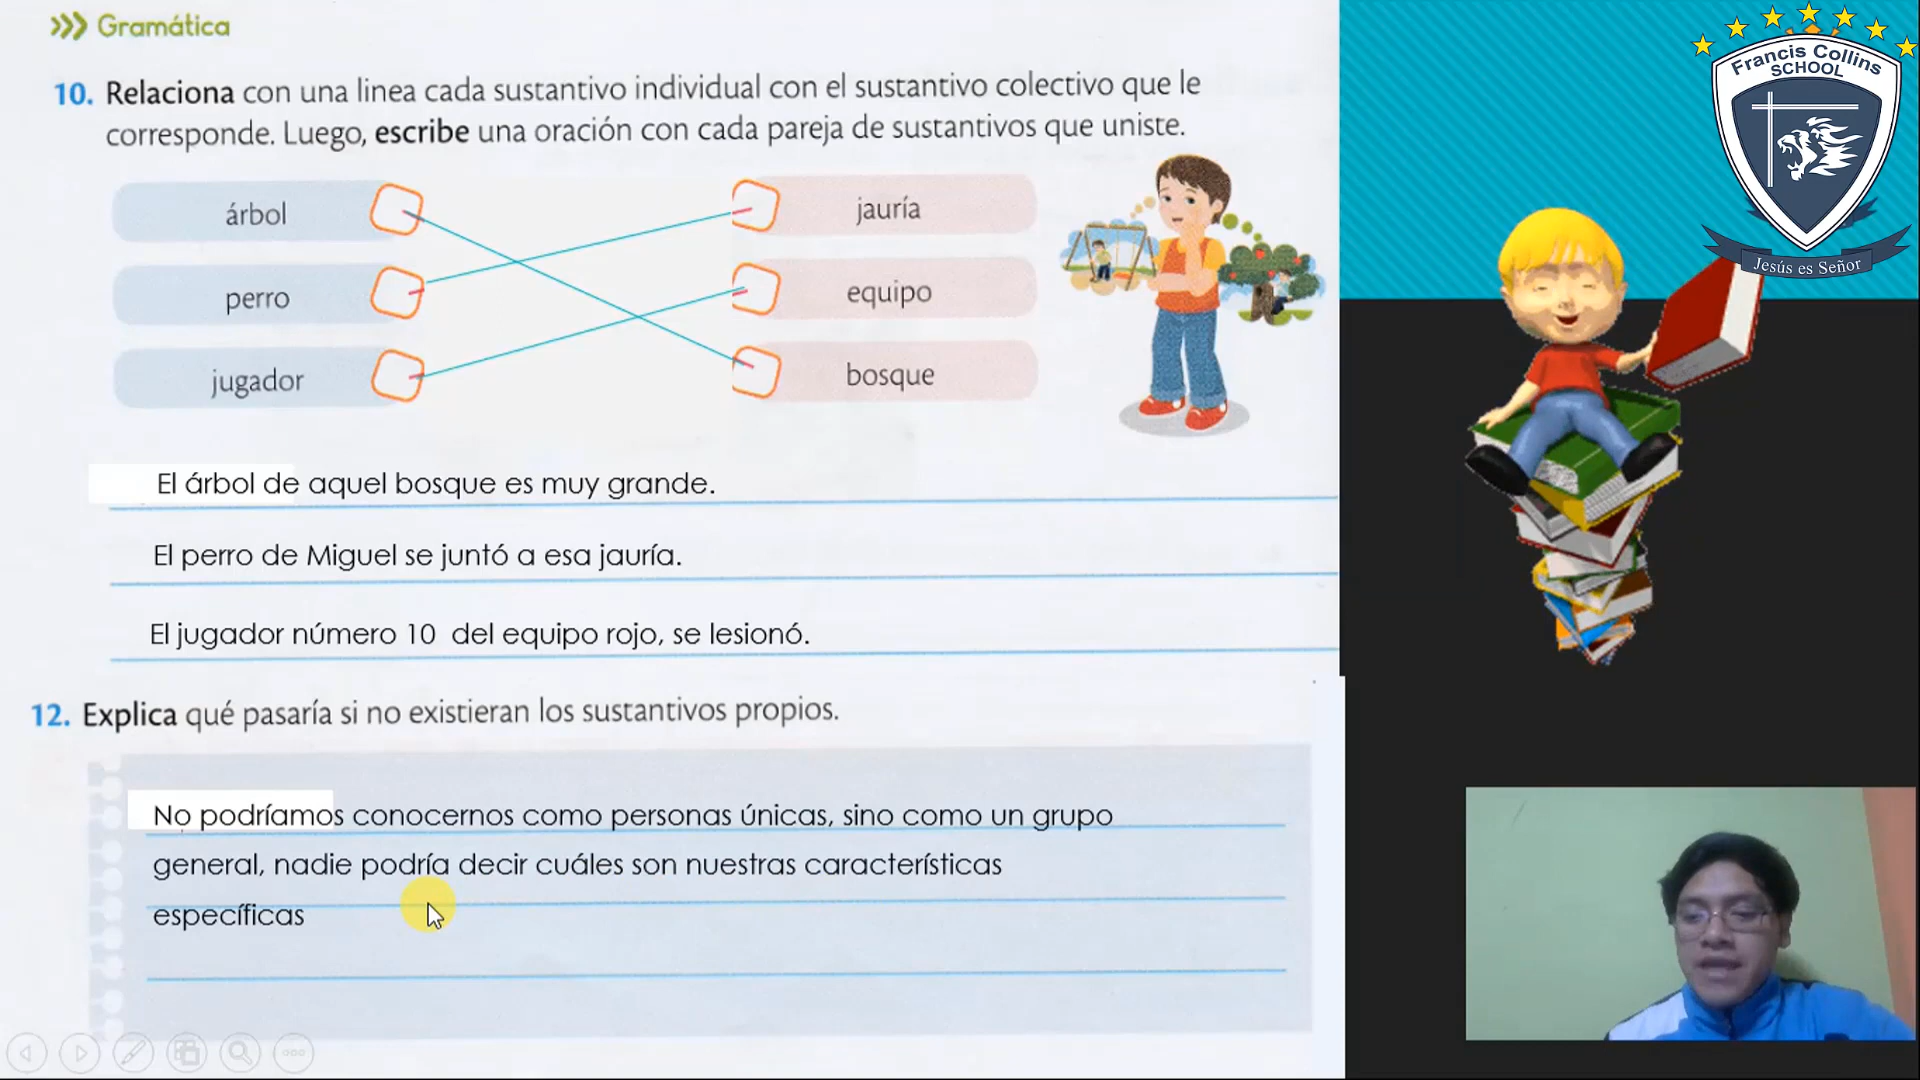 Gramática
10. Relaciona con una linea cada sustantivo individual con el sustantivo colectivo que le
corresponde. Luego, escribe una oración con cada pareja de sustantivos que uniste.
árbol
jauría
perro
equipo
jugador
bosque
El árbol de aquel bosque es muy grande.
El perro de Miguel se juntó a esa jauría.
El jugador número 10 del equipo rojo, se lesionó.
12. Explica qué pasaría si no existieran los sustantivos propios.
No podríamos conocernos como personas únicas, sino como un grupo
general, nadie podría decir cuáles son nuestras características
específicas
Francis Collins
SCHOOL
Jesús es Señor